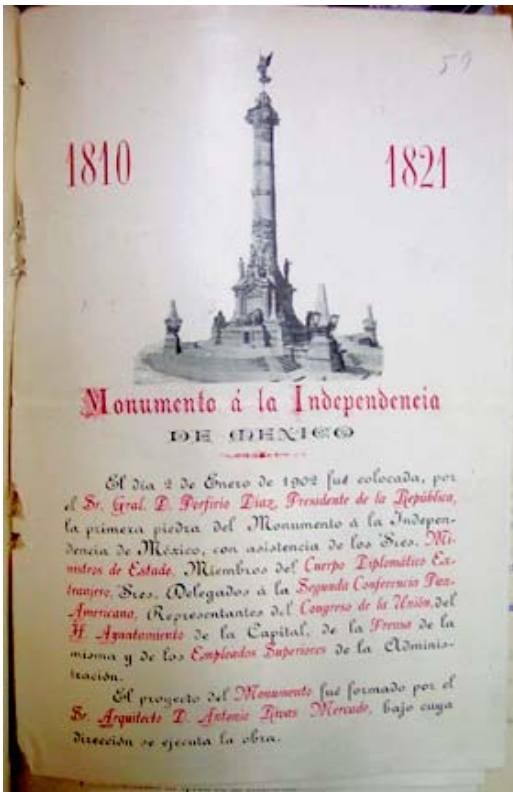 59
1810 1821
Monumento á la Independencia
DE MEXICO
El día 2 de Enero de 1902 fué colocada, por
el Sr. Gral. D. Porfirio Díaz, Presidente de la República,
la primera piedra del Monumento á la Indepen-
dencia de México, con asistencia de los Sres. Mi-
nistros de Estado, Miembros del Cuerpo Diplomático Ex-
tranjero, Sres. Delegados á la Segunda Conferencia Pan-
Americana, Representantes del Congreso de la Unión, del
H. Ayuntamiento de la Capital, de la Prensa de la
misma y de los Empleados Superiores de la Adminis-
tración.
El proyecto del Monumento fué formado por el
Sr. Arquitecto D. Antonio Rivas Mercado, bajo cuya
dirección se ejecuta la obra.